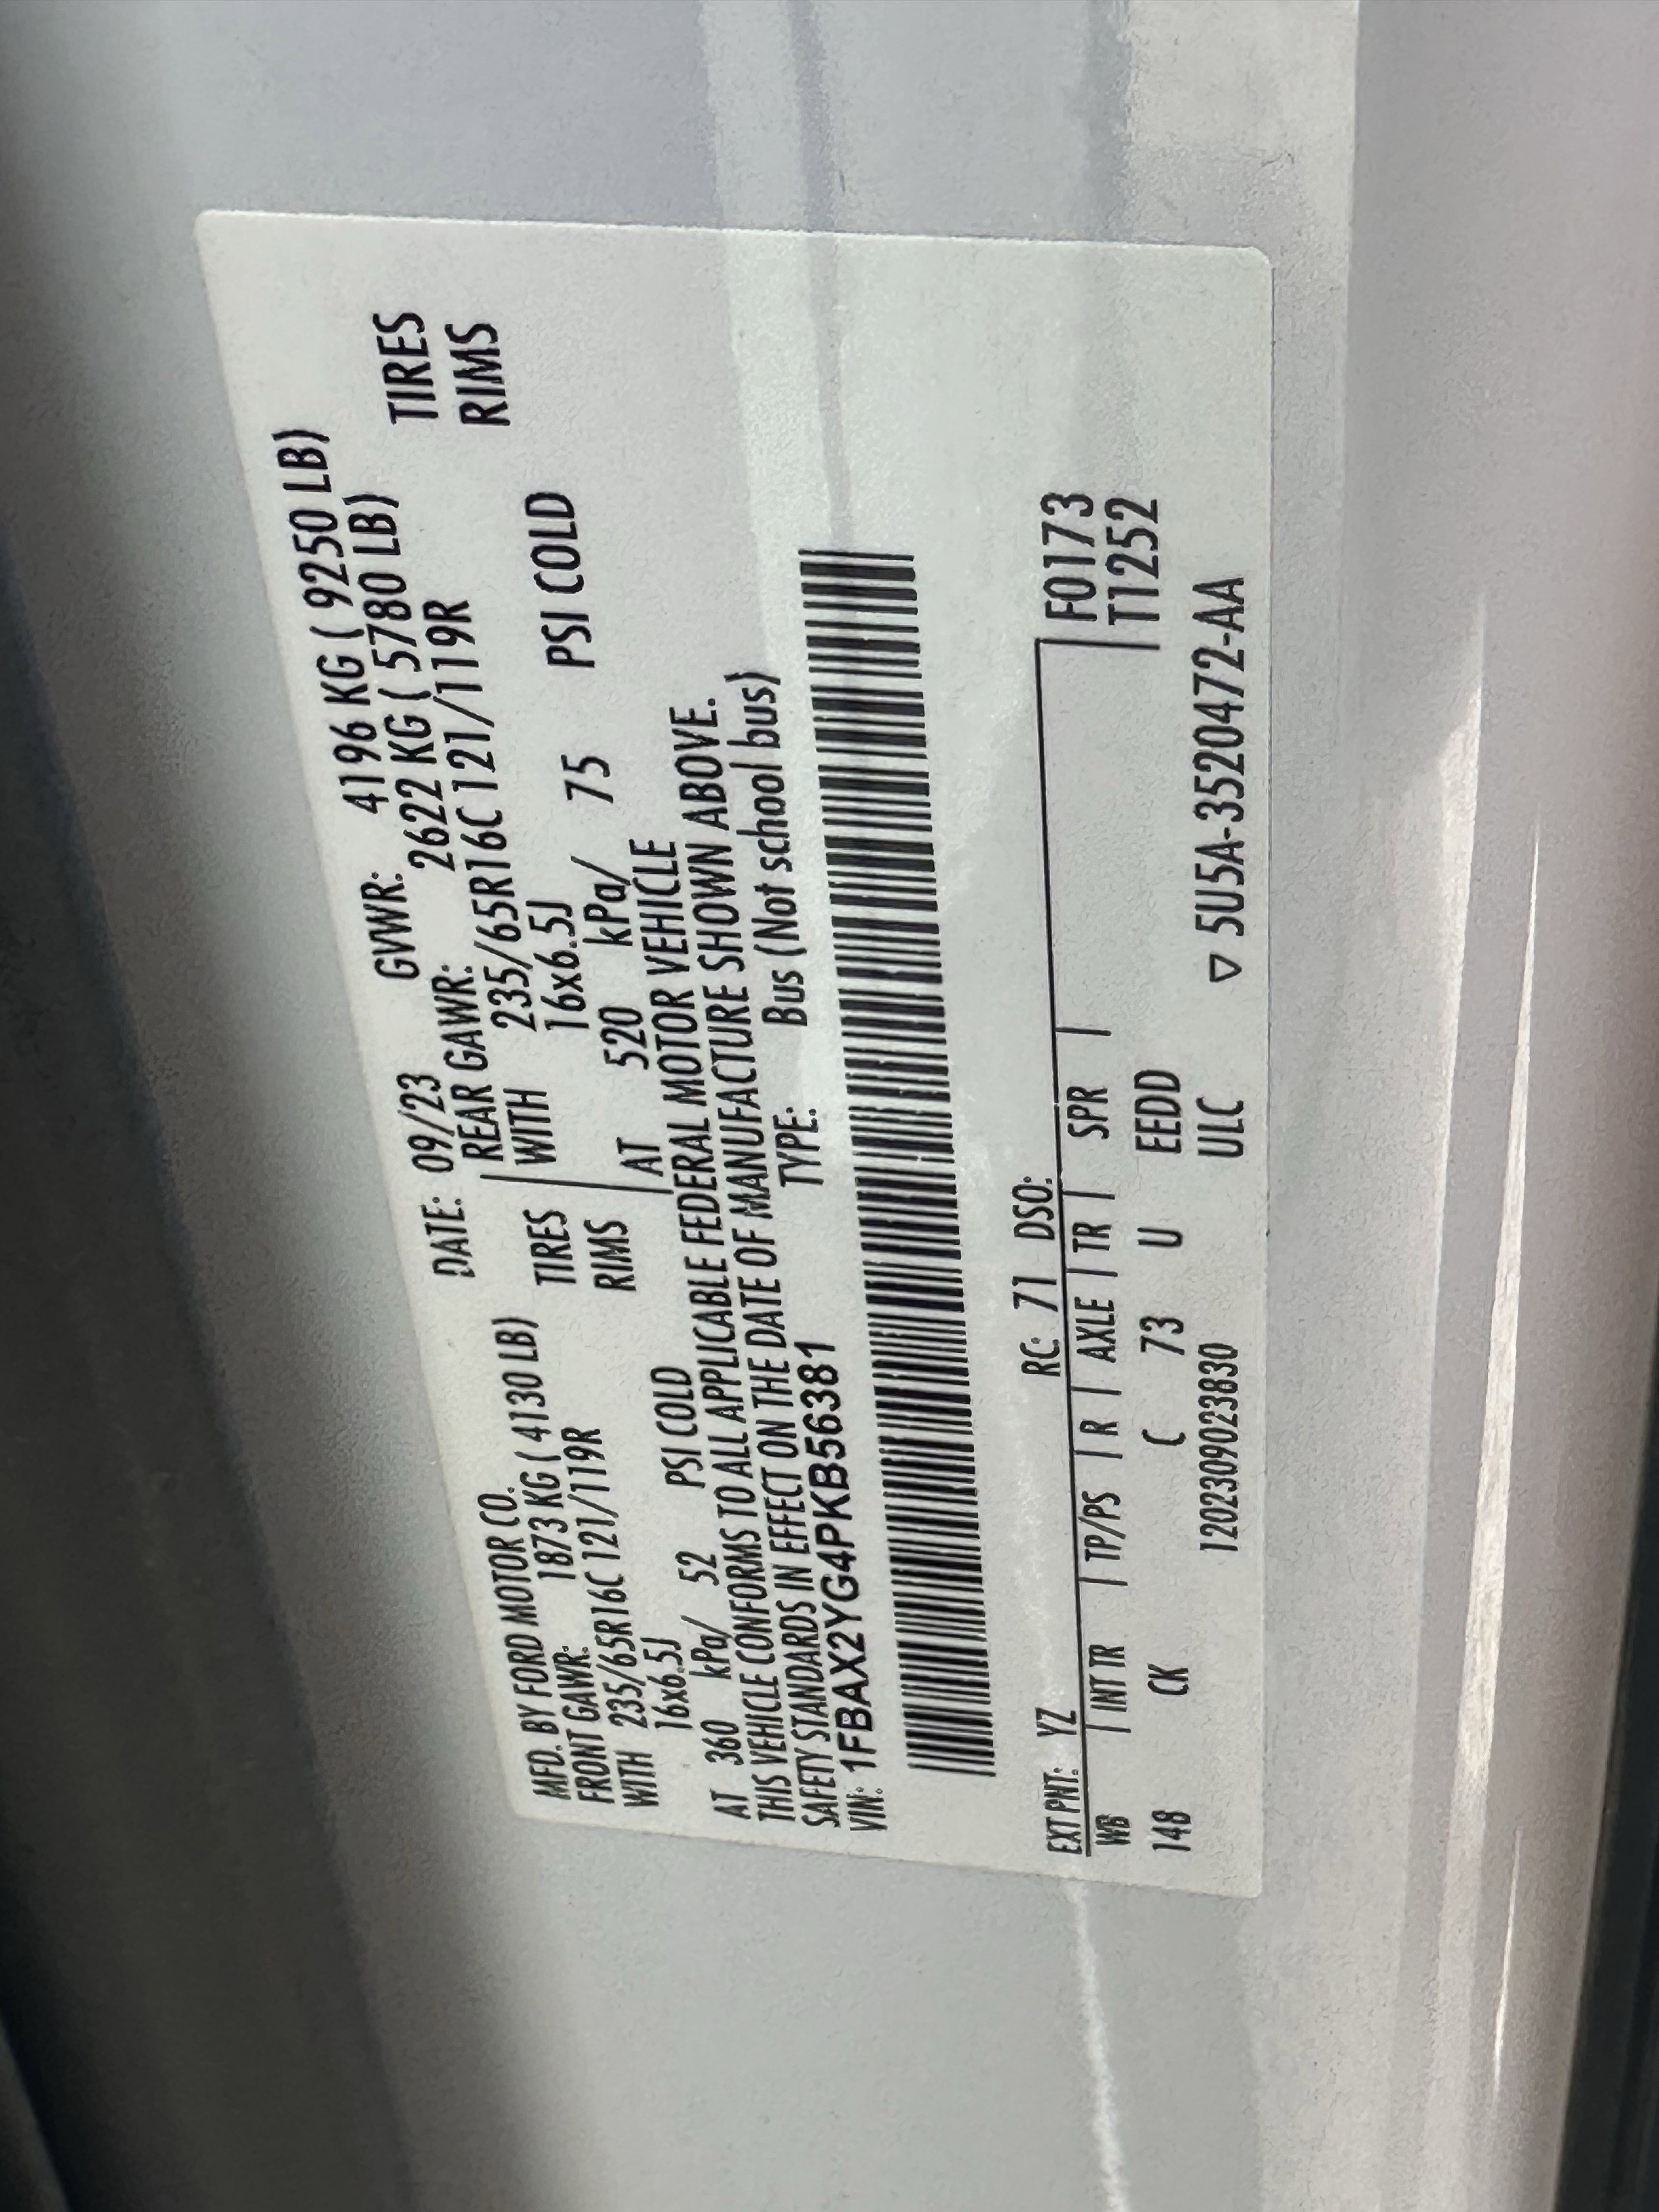 MFD. BY FORD MOTOR CO. DATE: 09/23 GVWR: 4196 KG ( 9250 LB)
FRONT GAWR: 1873 KG ( 4130 LB) REAR GAWR: 2622 KG ( 5780 LB)
WITH 235/65R16C 121/119R TIRES WITH 235/65R16C 121/119R TIRES
16x6.5J RIMS 16x6.5J RIMS
AT 360 kPa/ 52 PSI COLD AT 520 kPa/ 75 PSI COLD
THIS VEHICLE CONFORMS TO ALL APPLICABLE FEDERAL MOTOR VEHICLE
SAFETY STANDARDS IN EFFECT ON THE DATE OF MANUFACTURE SHOWN ABOVE.
VIN: 1FBAX2YG4PKB56381 TYPE: Bus (Not school bus)
EXT PNT: YZ RC: 71 DSO:
WB | INT TR | TP/PS | R | AXLE | TR | SPR | F0173
148 CK C 73 U EEDD T1252
1202309023830 ULC ▽ 5U5A-3520472-AA